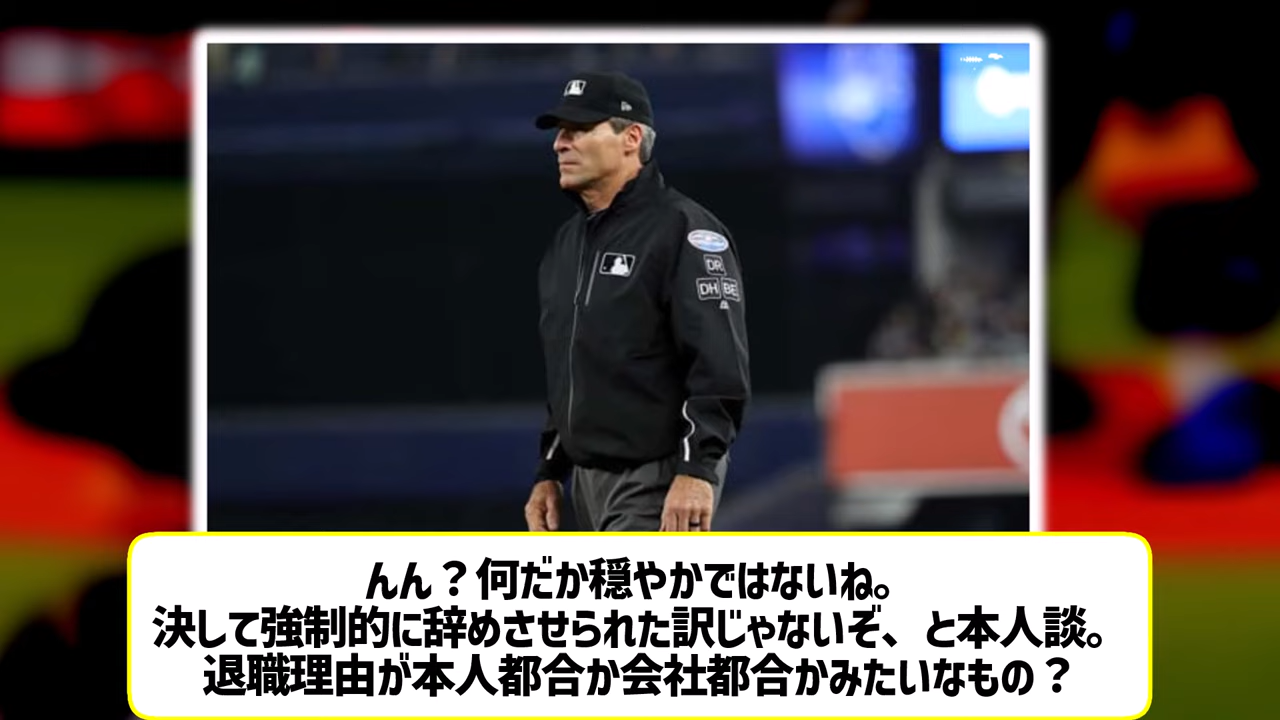 DR
DH BE
んん？何だか穏やかではないね。
決して強制的に辞めさせられた訳じゃないぞ、と本人談。
退職理由が本人都合か会社都合かみたいなもの？